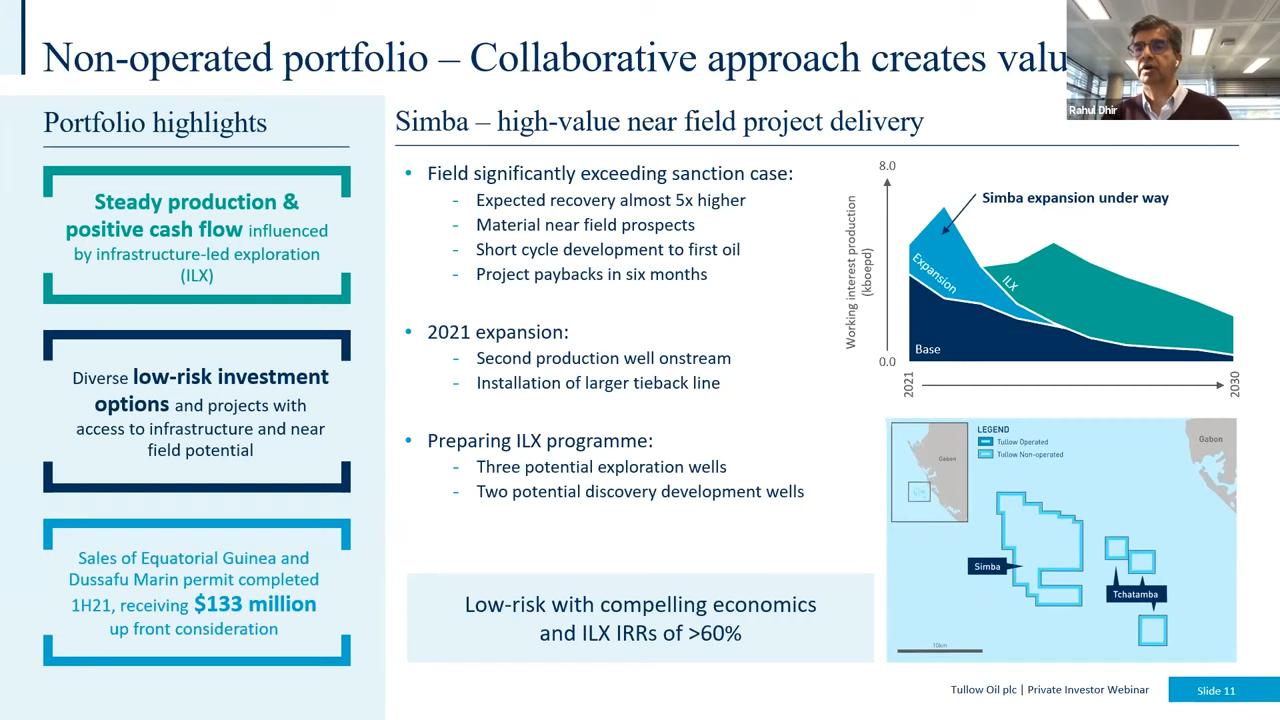 Non-operated portfolio – Collaborative approach creates valu
Rahul Dhir
Portfolio highlights
Steady production &
positive cash flow influenced
by infrastructure-led exploration
(ILX)
Diverse low-risk investment
options and projects with
access to infrastructure and near
field potential
Sales of Equatorial Guinea and
Dussafu Marin permit completed
1H21, receiving $133 million
up front consideration
Simba – high-value near field project delivery
• Field significantly exceeding sanction case:
- Expected recovery almost 5x higher
- Material near field prospects
- Short cycle development to first oil
- Project paybacks in six months
• 2021 expansion:
- Second production well onstream
- Installation of larger tieback line
• Preparing ILX programme:
- Three potential exploration wells
- Two potential discovery development wells
Low-risk with compelling economics
and ILX IRRs of >60%
8.0
Working interest production
(kboepd)
0.0
Simba expansion under way
Expansion
ILX
Base
2021
2030
LEGEND
Tullow Operated
Tullow Non-operated
Gabon
Gabon
Simba
Tchatamba
10km
Tullow Oil plc | Private Investor Webinar
Slide 11